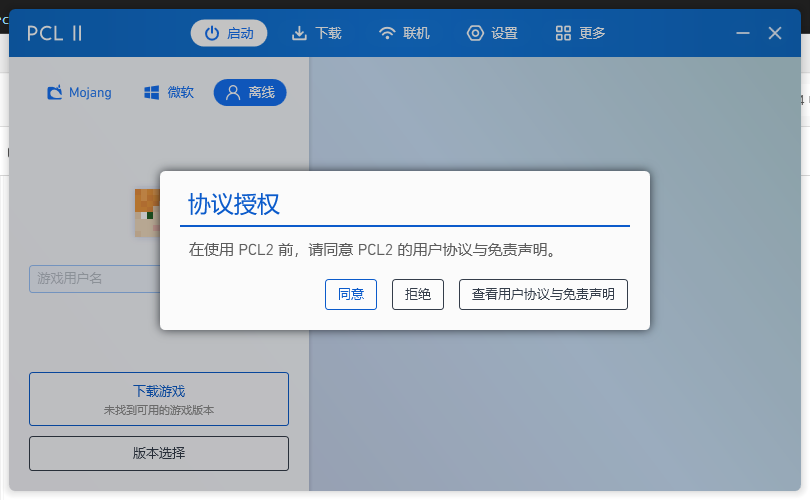 PCL II
启动
下载
联机
设置
更多
Mojang
微软
离线
协议授权
在使用 PCL2 前，请同意 PCL2 的用户协议与免责声明。
同意
拒绝
查看用户协议与免责声明
游戏用户名
下载游戏
未找到可用的游戏版本
版本选择